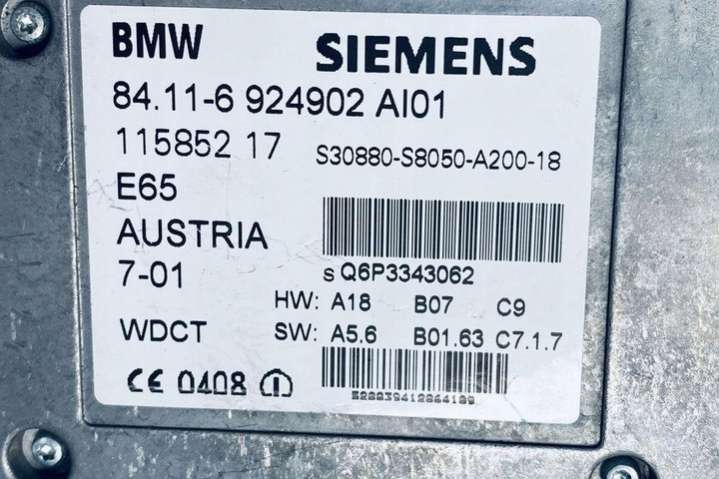 BMW SIEMENS
84.11-6 924902 AI01
115852 17 S30880-S8050-A200-18
E65
AUSTRIA
s Q6P3343062
7-01
HW: A18 B07 C9
WDCT SW: A5.6 B01.63 C7.1.7
CE 0408